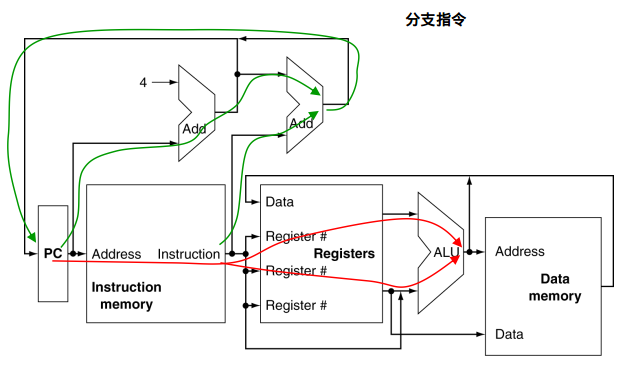 分支指令
4
Add
Add
Data
Register #
PC
Address
Instruction
Registers
ALU
Address
Register #
Instruction
memory
Data
memory
Register #
Data